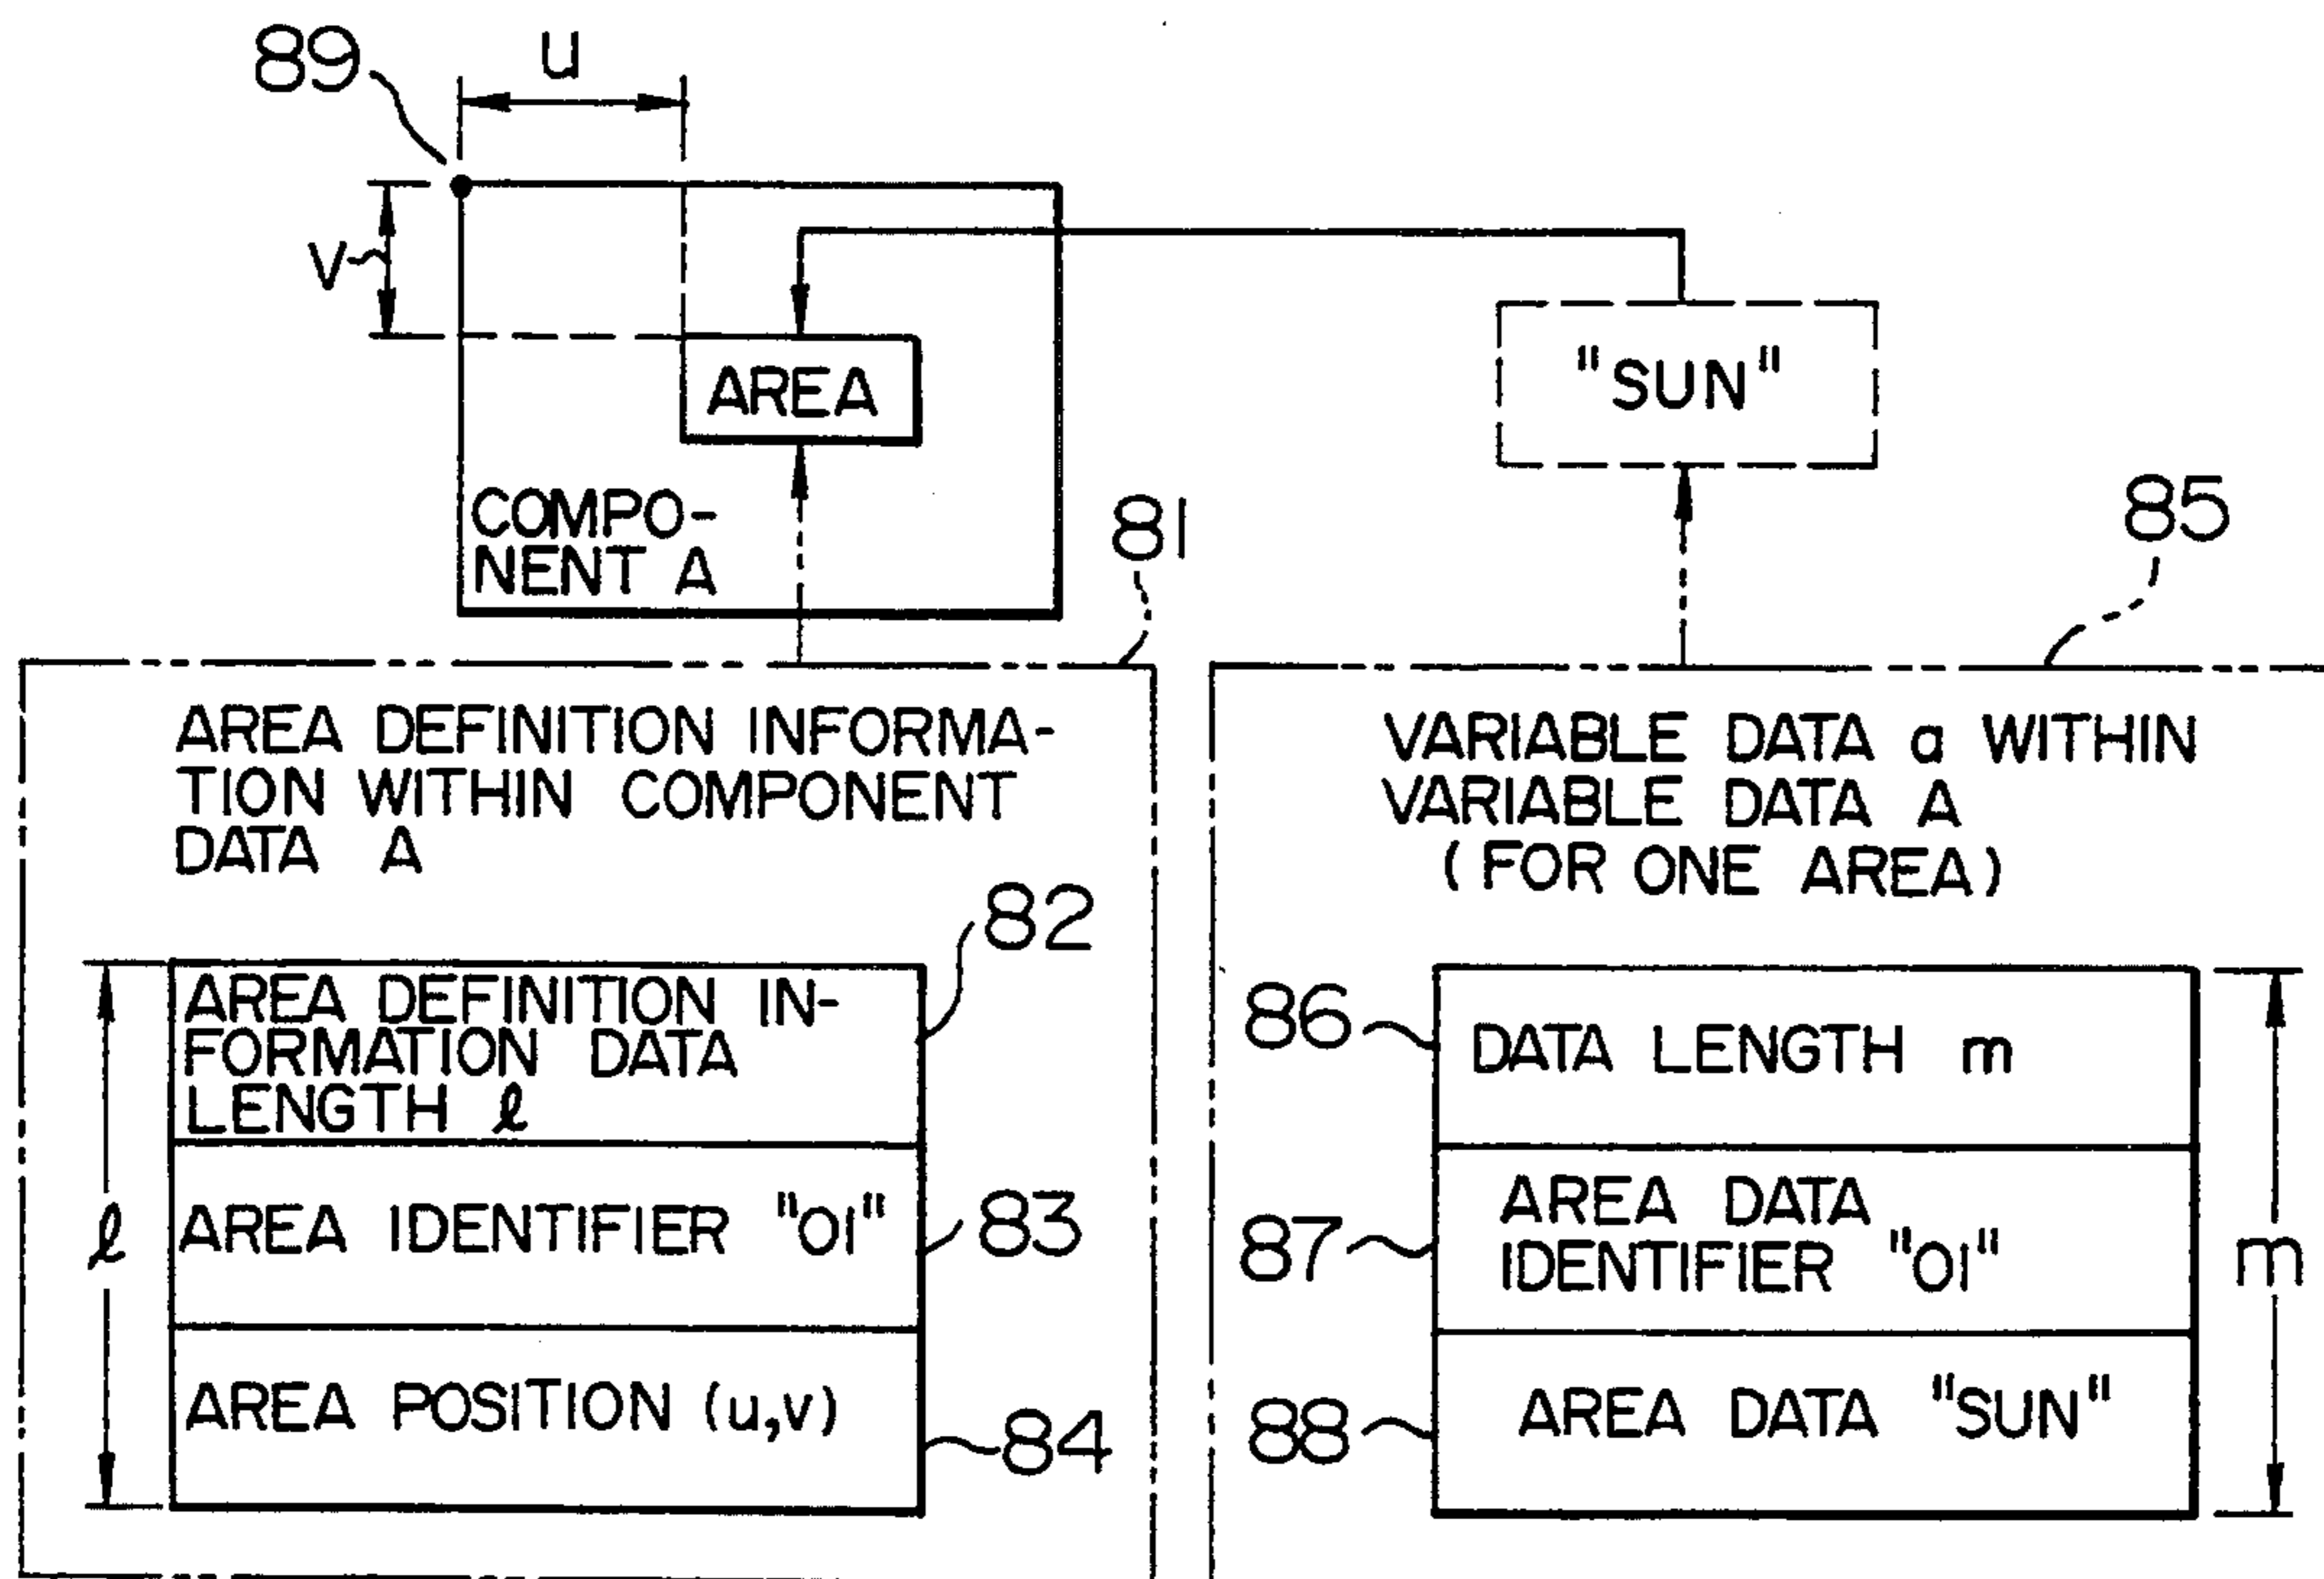 89
u
v
AREA
"SUN"
COMPO-
NENT A
81
85
AREA DEFINITION INFORMA-
TION WITHIN COMPONENT
DATA A
VARIABLE DATA a WITHIN
VARIABLE DATA A
(FOR ONE AREA)
82
AREA DEFINITION IN-
FORMATION DATA
LENGTH ℓ
86
DATA LENGTH m
ℓ
AREA IDENTIFIER "01"
83
87
AREA DATA
IDENTIFIER "01"
m
AREA POSITION (u,v)
84
88
AREA DATA "SUN"